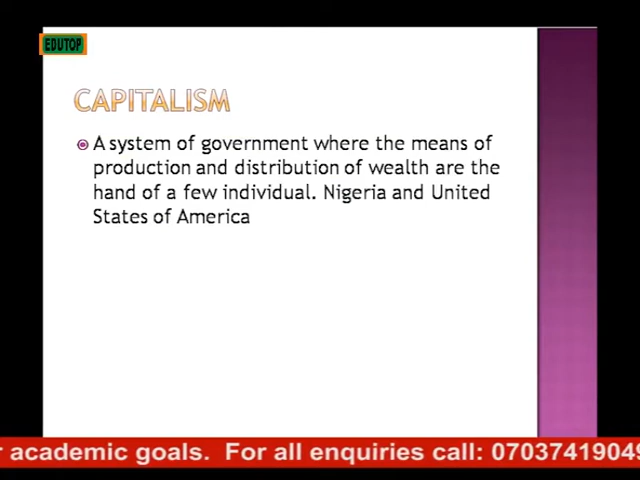 EDUTOP
CAPITALISM
A system of government where the means of
production and distribution of wealth are the
hand of a few individual. Nigeria and United
States of America
academic goals. For all enquiries call: 07037419049